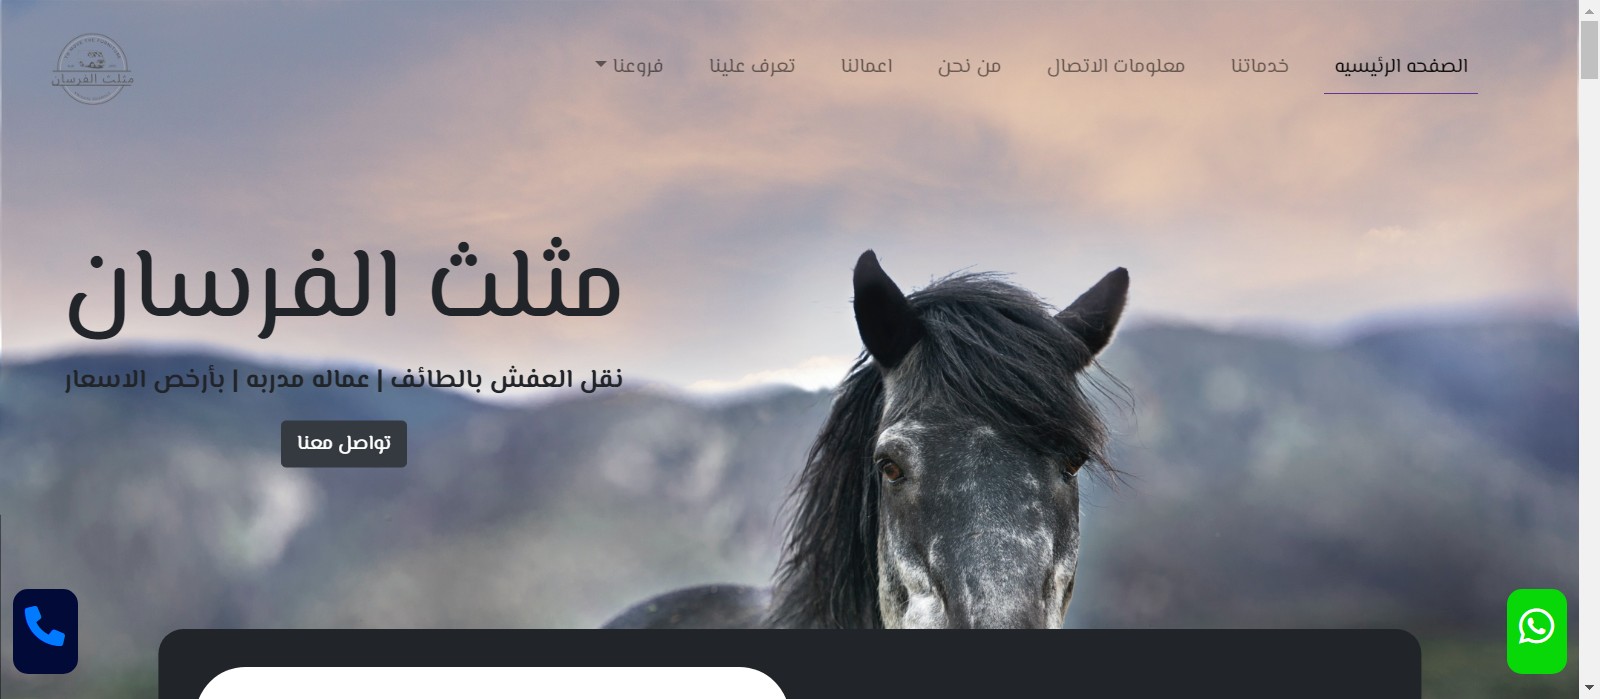 الصفحه الرئيسيه
خدماتنا
معلومات الاتصال
من نحن
اعمالنا
تعرف علينا
فروعنا
مثلث الفرسان
مثلث الفرسان
نقل العفش بالطائف | عماله مدربه | بأرخص الاسعار
تواصل معنا